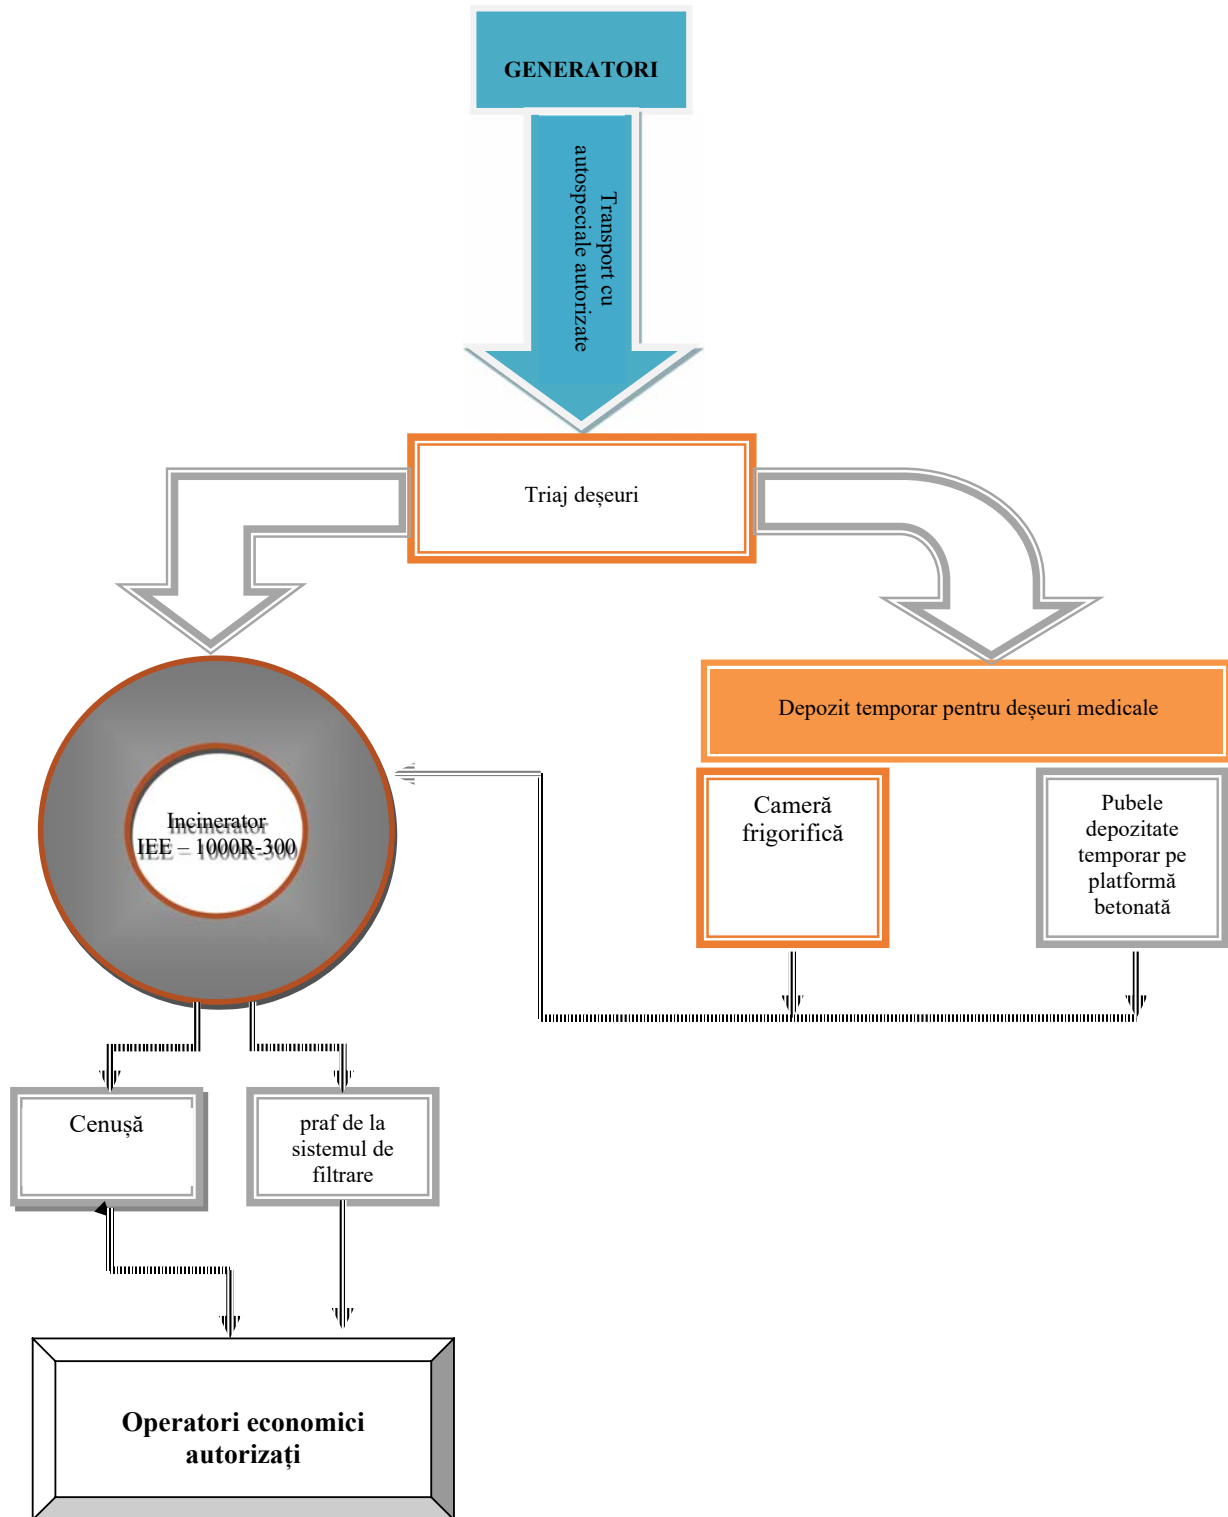 GENERATORI
Transport cu
autospeciale autorizate
Triaj deșeuri
Depozit temporar pentru deșeuri medicale
Incinerator
IEE – 1000R-300
Cameră
frigorifică
Pubele
depozitate
temporar pe
platformă
betonată
Cenușă
praf de la
sistemul de
filtrare
Operatori economici
autorizați